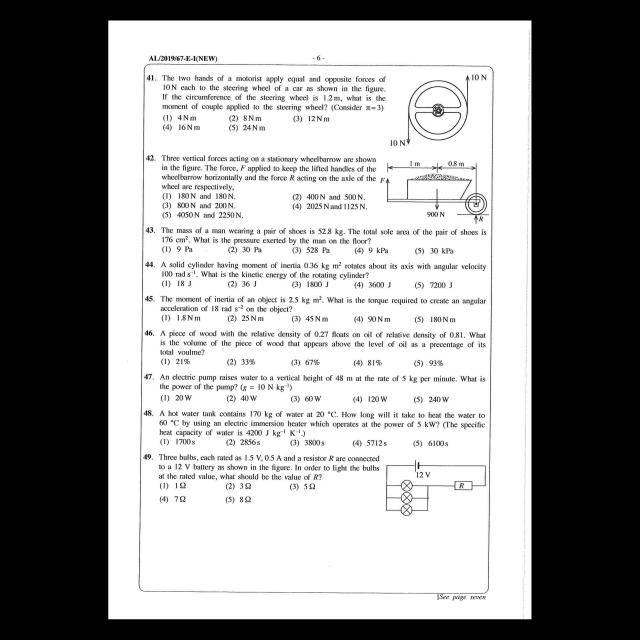 AL/2019/67-E-I(NEW)
- 6 -
41. The two hands of a motorist apply equal and opposite forces of
10 N each to the steering wheel of a car as shown in the figure.
If the circumference of the steering wheel is 1.2 m, what is the
moment of couple applied to the steering wheel? (Consider π=3)
(1) 4 N m (2) 8 N m (3) 12 N m
(4) 16 N m (5) 24 N m
10 N
10 N
42. Three vertical forces acting on a stationary wheelbarrow are shown
in the figure. The force, F applied to keep the lifted handles of the
wheelbarrow horizontally and the force R acting on the axle of the
wheel are respectively,
(1) 180 N and 180 N. (2) 400 N and 500 N.
(3) 800 N and 200 N. (4) 2025 N and 1125 N.
(5) 4050 N and 2250 N.
1 m 0.8 m
F
900 N
R
43. The mass of a man wearing a pair of shoes is 52.8 kg. The total sole area of the pair of shoes is
176 cm². What is the pressure exerted by the man on the floor?
(1) 9 Pa (2) 30 Pa (3) 528 Pa (4) 9 kPa (5) 30 kPa
44. A solid cylinder having moment of inertia 0.36 kg m² rotates about its axis with angular velocity
100 rad s⁻¹. What is the kinetic energy of the rotating cylinder?
(1) 18 J (2) 36 J (3) 1800 J (4) 3600 J (5) 7200 J
45. The moment of inertia of an object is 2.5 kg m². What is the torque required to create an angular
acceleration of 18 rad s⁻² on the object?
(1) 1.8 N m (2) 25 N m (3) 45 N m (4) 90 N m (5) 180 N m
46. A piece of wood with the relative density of 0.27 floats on oil of relative density of 0.81. What
is the volume of the piece of wood that appears above the level of oil as a precentage of its
total voulme?
(1) 21% (2) 33% (3) 67% (4) 81% (5) 93%
47. An electric pump raises water to a vertical height of 48 m at the rate of 5 kg per minute. What is
the power of the pump? (g = 10 N kg⁻¹)
(1) 20 W (2) 40 W (3) 60 W (4) 120 W (5) 240 W
48. A hot water tank contains 170 kg of water at 20 °C. How long will it take to heat the water to
60 °C by using an electric immersion heater which operates at the power of 5 kW? (The specific
heat capacity of water is 4200 J kg⁻¹ K⁻¹.)
(1) 1700 s (2) 2856 s (3) 3800 s (4) 5712 s (5) 6100 s
49. Three bulbs, each rated as 1.5 V, 0.5 A and a resistor R are connected
to a 12 V battery as shown in the figure. In order to light the bulbs
at the rated value, what should be the value of R?
(1) 1 Ω (2) 3 Ω (3) 5 Ω
(4) 7 Ω (5) 8 Ω
12 V
R
[See page seven